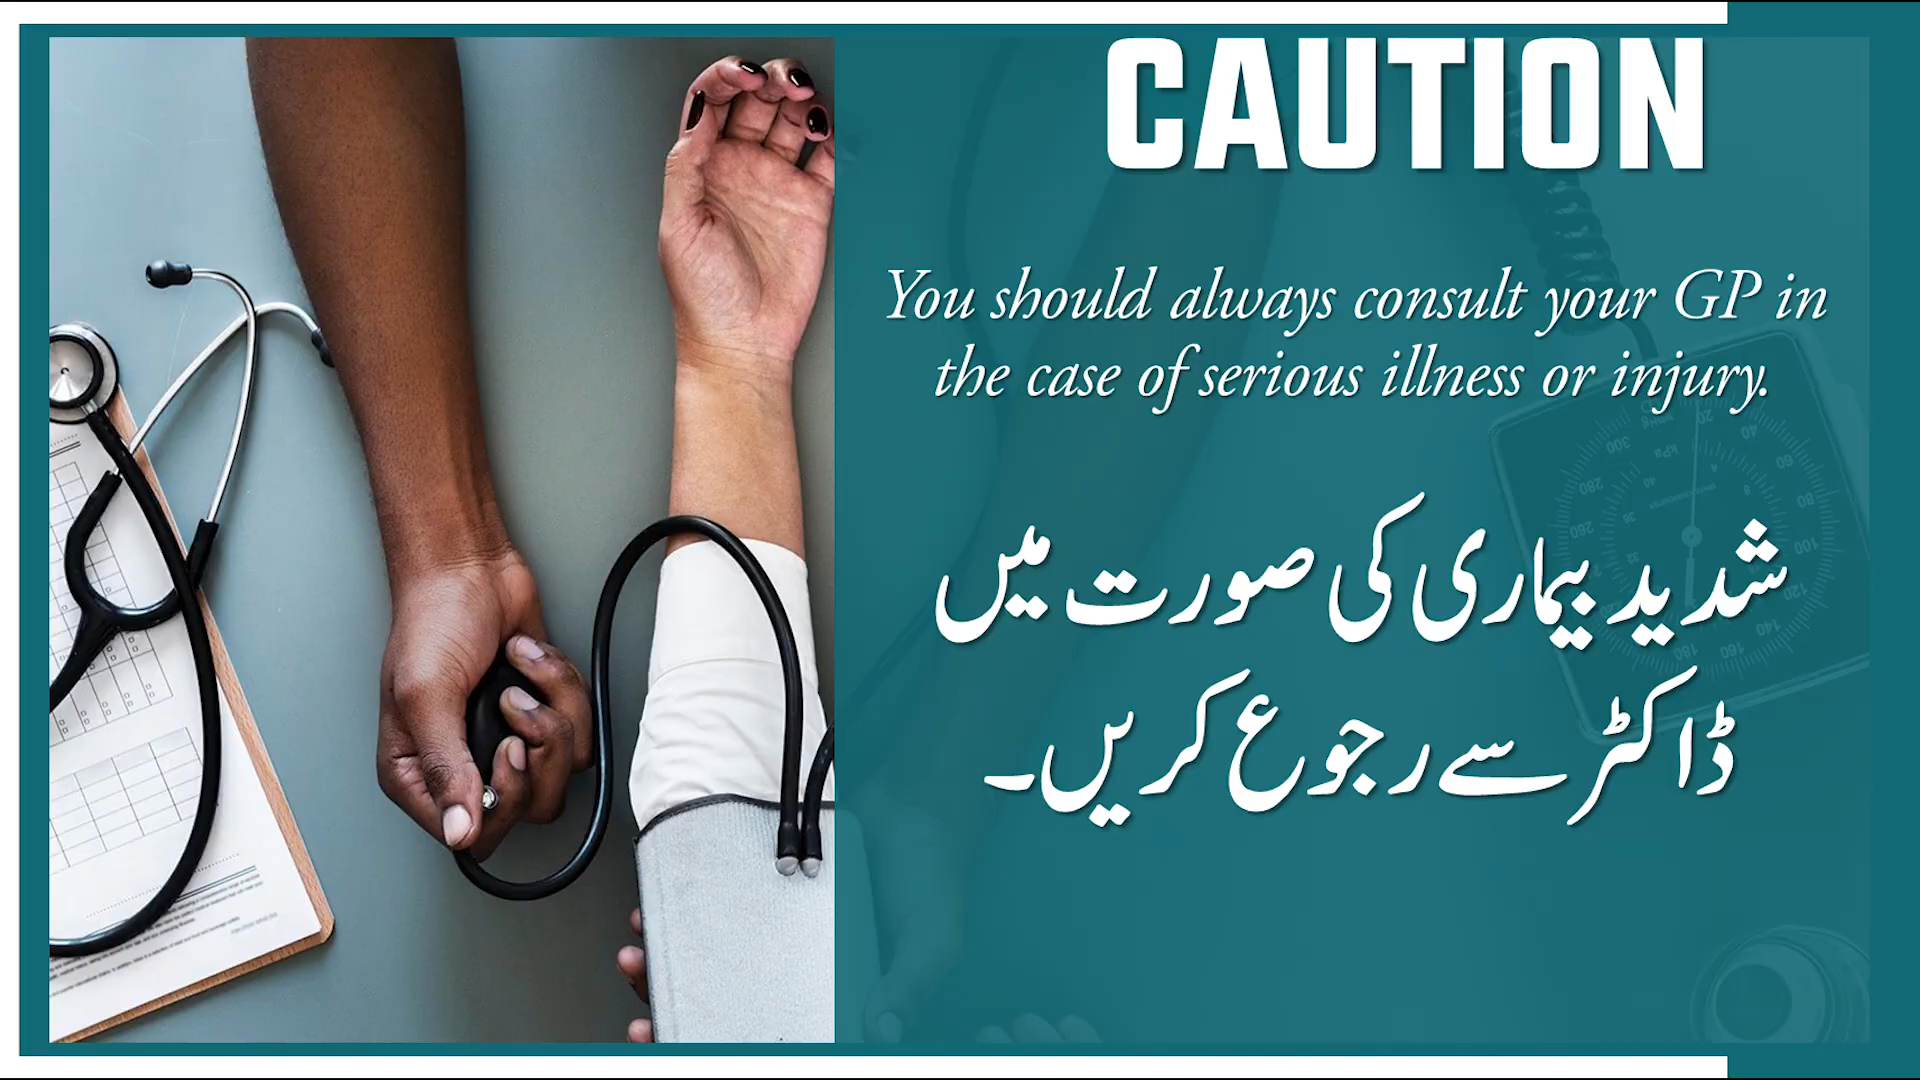 CAUTION
You should always consult your GP in
the case of serious illness or injury.
شدید بیماری کی صورت میں
ڈاکٹر سے رجوع کریں۔